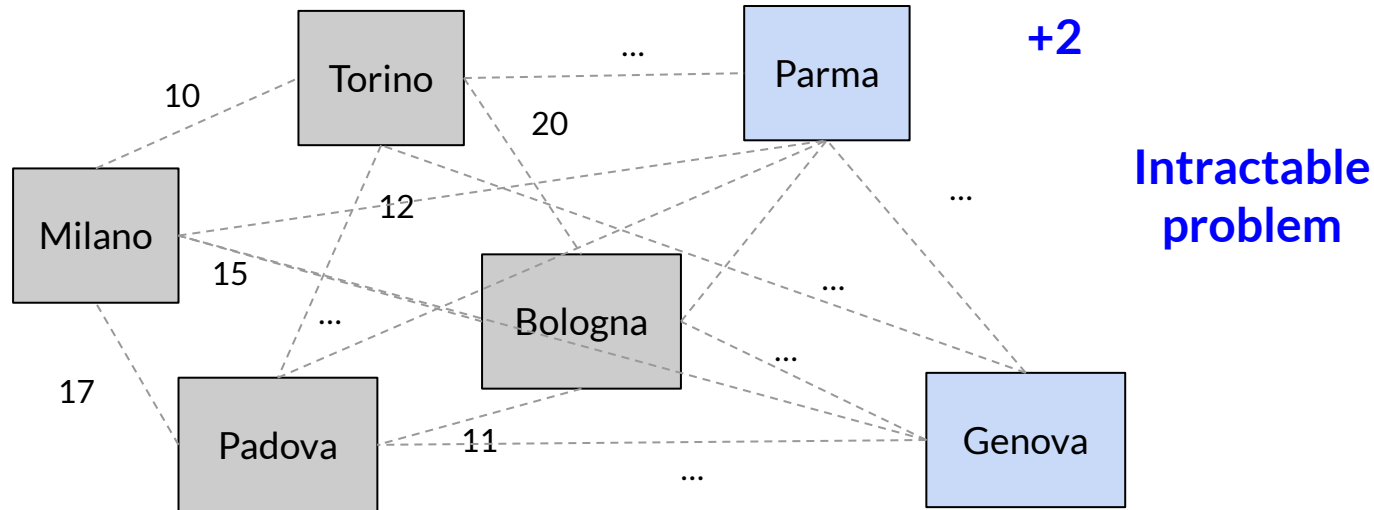 +2
...
Parma
Torino
10
20
Intractable
problem
...
12
Milano
15
...
...
Bologna
...
17
Padova
11
Genova
...